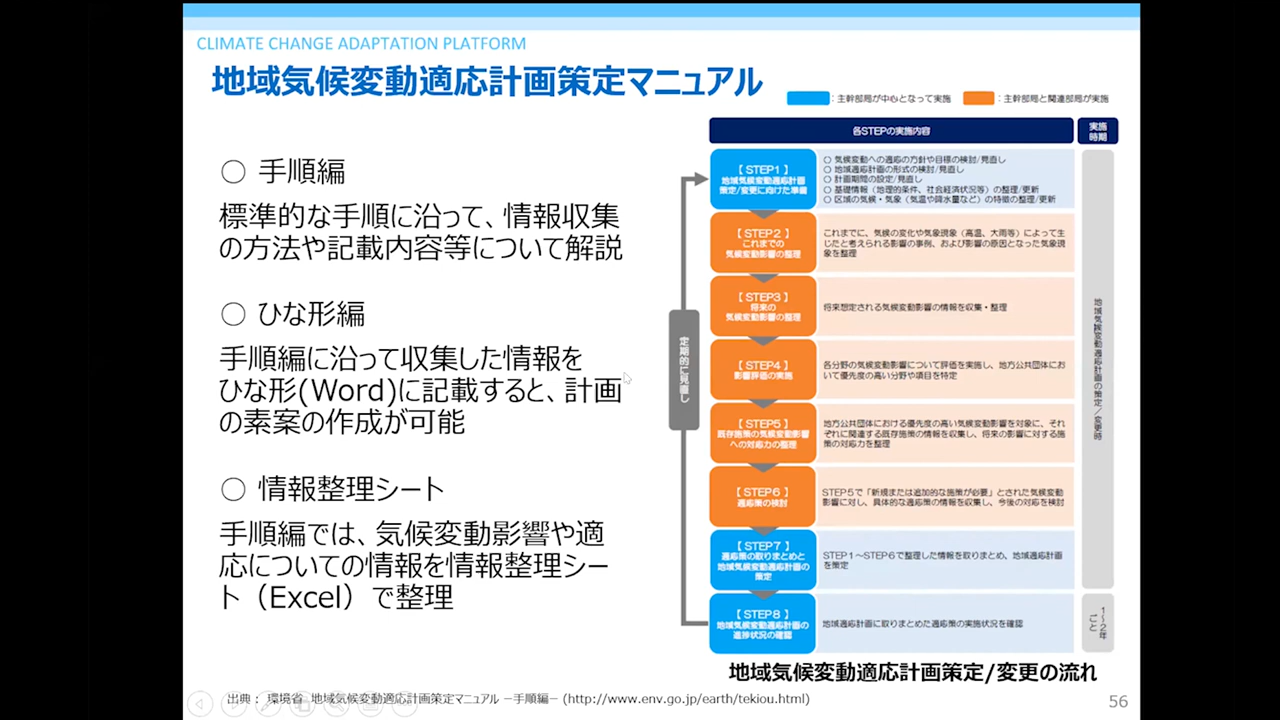 CLIMATE CHANGE ADAPTATION PLATFORM
地域気候変動適応計画策定マニュアル
：主幹部局が中心となって実施
：主幹部局と関連部局が実施
○ 手順編
標準的な手順に沿って、情報収集
の方法や記載内容等について解説
○ ひな形編
手順編に沿って収集した情報を
ひな形(Word)に記載すると、計画
の素案の作成が可能
○ 情報整理シート
手順編では、気候変動影響や適
応についての情報を情報整理シー
ト（Excel）で整理
各STEPの実施内容
実施
時期
【 STEP1 】
地域気候変動適応計画
策定/変更に向けた準備
○ 気候変動への適応の方針や目標の検討/見直し
○ 地域適応計画の形式の検討/見直し
○ 計画期間の設定/見直し
○ 基礎情報（地理的条件、社会経済状況等）の整理/更新
○ 区域の気候・気象（気温や降水量など）の特徴の整理/更新
【 STEP2 】
これまでの
気候変動影響の整理
これまでに、気候の変化や気象現象（高温、大雨等）によって生
じたと考えられる影響の事例、および影響の原因となった気象現
象を整理
【 STEP3 】
将来の
気候変動影響の整理
将来想定される気候変動影響の情報を収集・整理
【 STEP4 】
影響評価の実施
各分野の気候変動影響について評価を実施し、地方公共団体にお
いて優先度の高い分野や項目を特定
【 STEP5 】
既存施策の気候変動影響
への対応力の整理
地方公共団体における優先度の高い気候変動影響を対象に、それ
ぞれに関連する既存施策の情報を収集し、将来の影響に対する施
策の対応力を整理
【 STEP6 】
適応策の検討
STEP５で「新規または追加的な施策が必要」とされた気候変動
影響に対し、具体的な適応策の情報を収集し、今後の対応を検討
【 STEP7 】
適応策の取りまとめと
地域気候変動適応計画の
策定
STEP１～STEP６で整理した情報を取りまとめ、地域適応計画
を策定
【 STEP8 】
地域気候変動適応計画の
進捗状況の確認
地域適応計画に取りまとめた適応策の実施状況を確認
定期的に見直し
地域気候変動適応計画の策定/変更時
１～２年
ごと
地域気候変動適応計画策定/変更の流れ
出典： 環境省 地域気候変動適応計画策定マニュアル －手順編－ (http://www.env.go.jp/earth/tekiou.html)
56